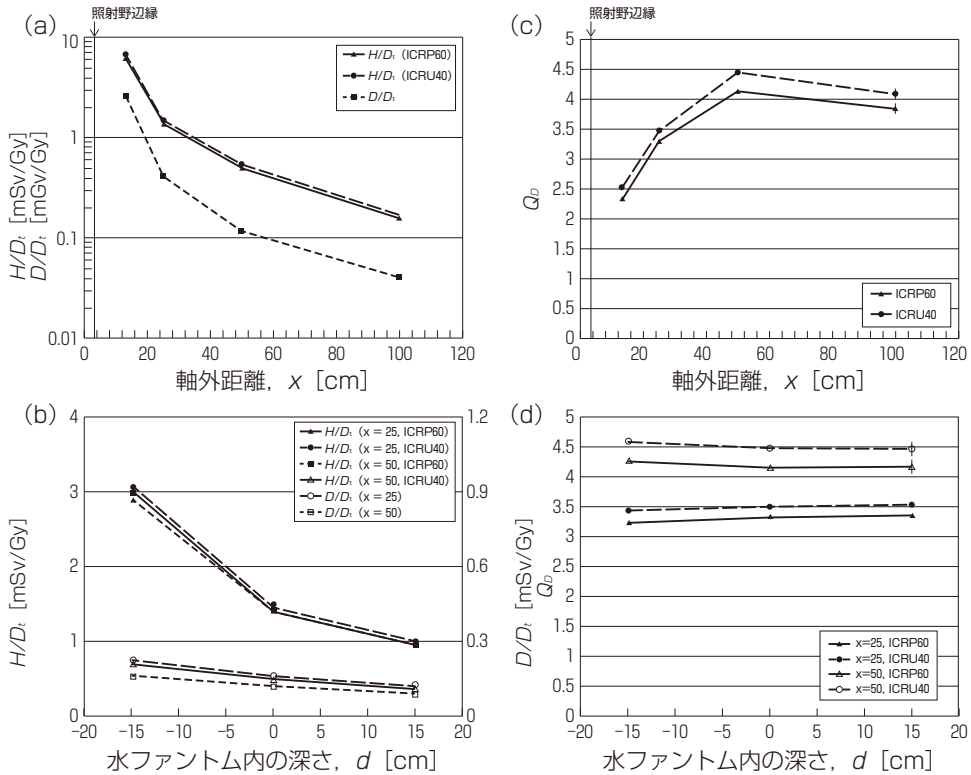 (a)
照射野辺縁
H/Dt（ICRP60）
H/Dt（ICRU40）
D/Dt
10
1
0.1
0.01
H/Dt [mSv/Gy]
D/Dt [mGy/Gy]
0 20 40 60 80 100 120
軸外距離，x [cm]
(c)
照射野辺縁
5
4.5
4
3.5
3
2.5
2
1.5
1
0.5
0
QD
ICRP60
ICRU40
0 20 40 60 80 100 120
軸外距離，x [cm]
(b)
4
3
2
1
0
H/Dt [mSv/Gy]
H/Dt（x = 25, ICRP60）
H/Dt（x = 25, ICRU40）
H/Dt（x = 50, ICRP60）
H/Dt（x = 50, ICRU40）
D/Dt（x = 25）
D/Dt（x = 50）
1.2
0.9
0.6
0.3
0
D/Dt [mSv/Gy]
-20 -15 -10 -5 0 5 10 15 20
水ファントム内の深さ，d [cm]
(d)
5
4.5
4
3.5
3
2.5
2
1.5
1
0.5
0
QD
x=25, ICRP60
x=25, ICRU40
x=50, ICRP60
x=50, ICRU40
-20 -15 -10 -5 0 5 10 15 20
水ファントム内の深さ，d [cm]